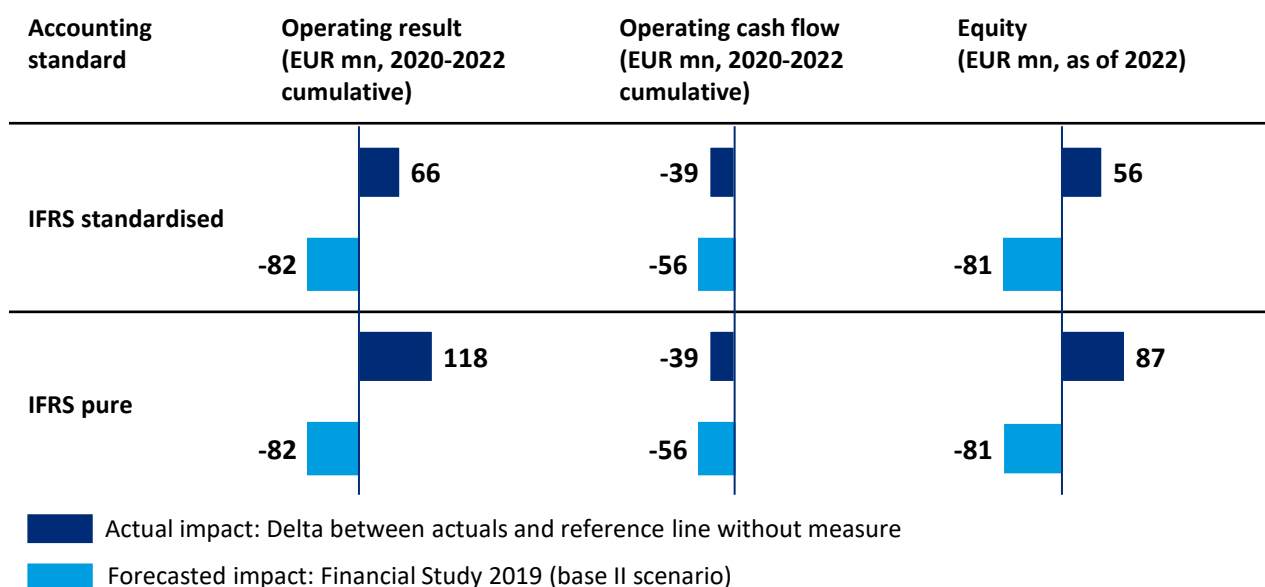 Accounting
standard
Operating result
(EUR mn, 2020-2022
cumulative)
Operating cash flow
(EUR mn, 2020-2022
cumulative)
Equity
(EUR mn, as of 2022)
IFRS standardised
66
-82
-39
-56
56
-81
IFRS pure
118
-82
-39
-56
87
-81
Actual impact: Delta between actuals and reference line without measure
Forecasted impact: Financial Study 2019 (base II scenario)